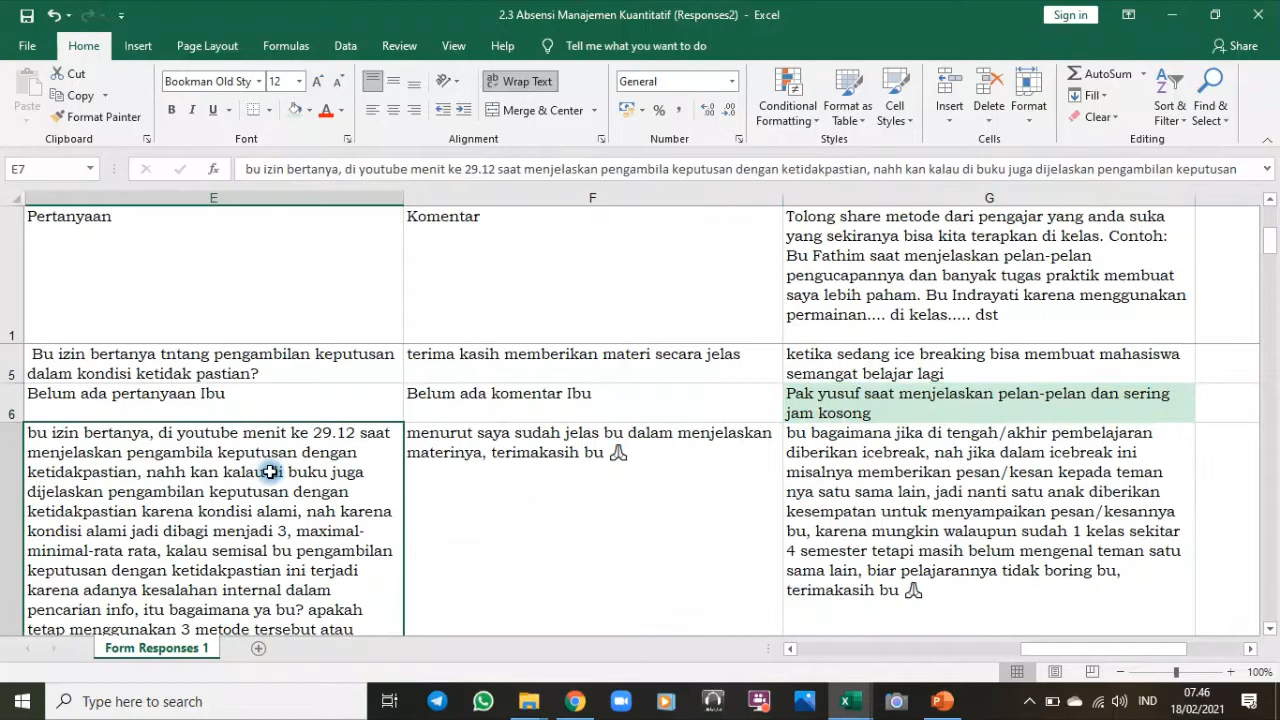 2.3 Absensi Manajemen Kuantitatif (Responses2) - Excel
Sign in
File Home Insert Page Layout Formulas Data Review View Help Tell me what you want to do Share
Paste
Cut
Copy
Format Painter
Clipboard
Bookman Old Sty 12
B I U
Font
Wrap Text
Merge & Center
Alignment
General
Number
Conditional
Formatting
Format as
Table
Cell
Styles
Styles
Insert Delete Format
Cells
AutoSum
Fill
Clear
Sort &
Filter
Find &
Select
Editing
E7
fx
bu izin bertanya, di youtube menit ke 29.12 saat menjelaskan pengambila keputusan dengan ketidakpastian, nahh kan kalau di buku juga dijelaskan pengambilan keputusan
E F G
1
Pertanyaan
Komentar
Tolong share metode dari pengajar yang anda suka
yang sekiranya bisa kita terapkan di kelas. Contoh:
Bu Fathim saat menjelaskan pelan-pelan
pengucapannya dan banyak tugas praktik membuat
saya lebih paham. Bu Indrayati karena menggunakan
permainan.... di kelas..... dst
5
Bu izin bertanya tntang pengambilan keputusan
dalam kondisi ketidak pastian?
terima kasih memberikan materi secara jelas
ketika sedang ice breaking bisa membuat mahasiswa
semangat belajar lagi
6
Belum ada pertanyaan Ibu
Belum ada komentar Ibu
Pak yusuf saat menjelaskan pelan-pelan dan sering
jam kosong
bu izin bertanya, di youtube menit ke 29.12 saat
menjelaskan pengambila keputusan dengan
ketidakpastian, nahh kan kalau di buku juga
dijelaskan pengambilan keputusan dengan
ketidakpastian karena kondisi alami, nah karena
kondisi alami jadi dibagi menjadi 3, maximal-
minimal-rata rata, kalau semisal bu pengambilan
keputusan dengan ketidakpastian ini terjadi
karena adanya kesalahan internal dalam
pencarian info, itu bagaimana ya bu? apakah
tetap menggunakan 3 metode tersebut atau
menurut saya sudah jelas bu dalam menjelaskan
materinya, terimakasih bu 🙏
bu bagaimana jika di tengah/akhir pembelajaran
diberikan icebreak, nah jika dalam icebreak ini
misalnya memberikan pesan/kesan kepada teman
nya satu sama lain, jadi nanti satu anak diberikan
kesempatan untuk menyampaikan pesan/kesannya
bu, karena mungkin walaupun sudah 1 kelas sekitar
4 semester tetapi masih belum mengenal teman satu
sama lain, biar pelajarannya tidak boring bu,
terimakasih bu 🙏
Form Responses 1
100%
Type here to search
IND
07.46
18/02/2021